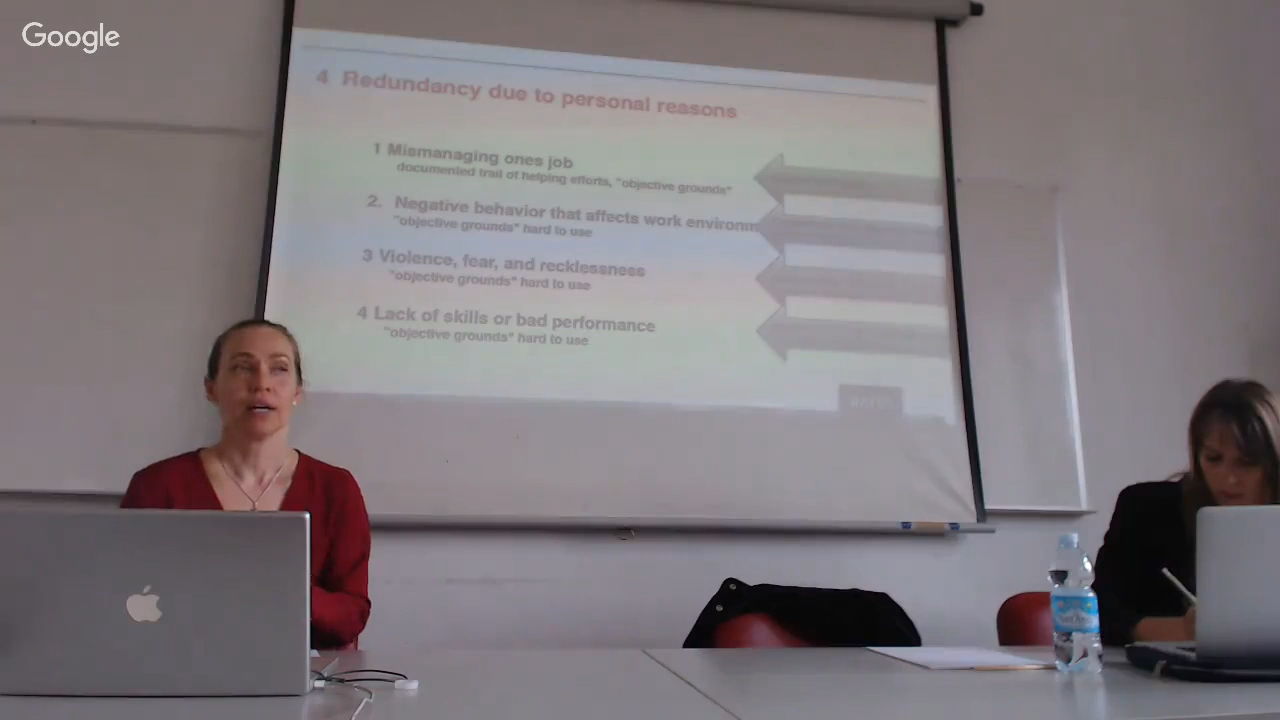 Google
4 Redundancy due to personal reasons
1 Mismanaging ones job
documented trail of helping efforts, "objective grounds"
2. Negative behavior that affects work environm
"objective grounds" hard to use
3 Violence, fear, and recklessness
"objective grounds" hard to use
4 Lack of skills or bad performance
"objective grounds" hard to use